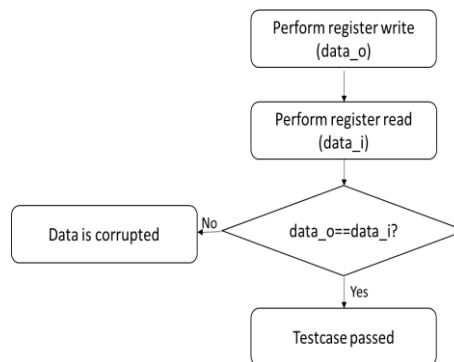 Perform register write
(data_o)
Perform register read
(data_i)
data_o==data_i?
No
Data is corrupted
Yes
Testcase passed